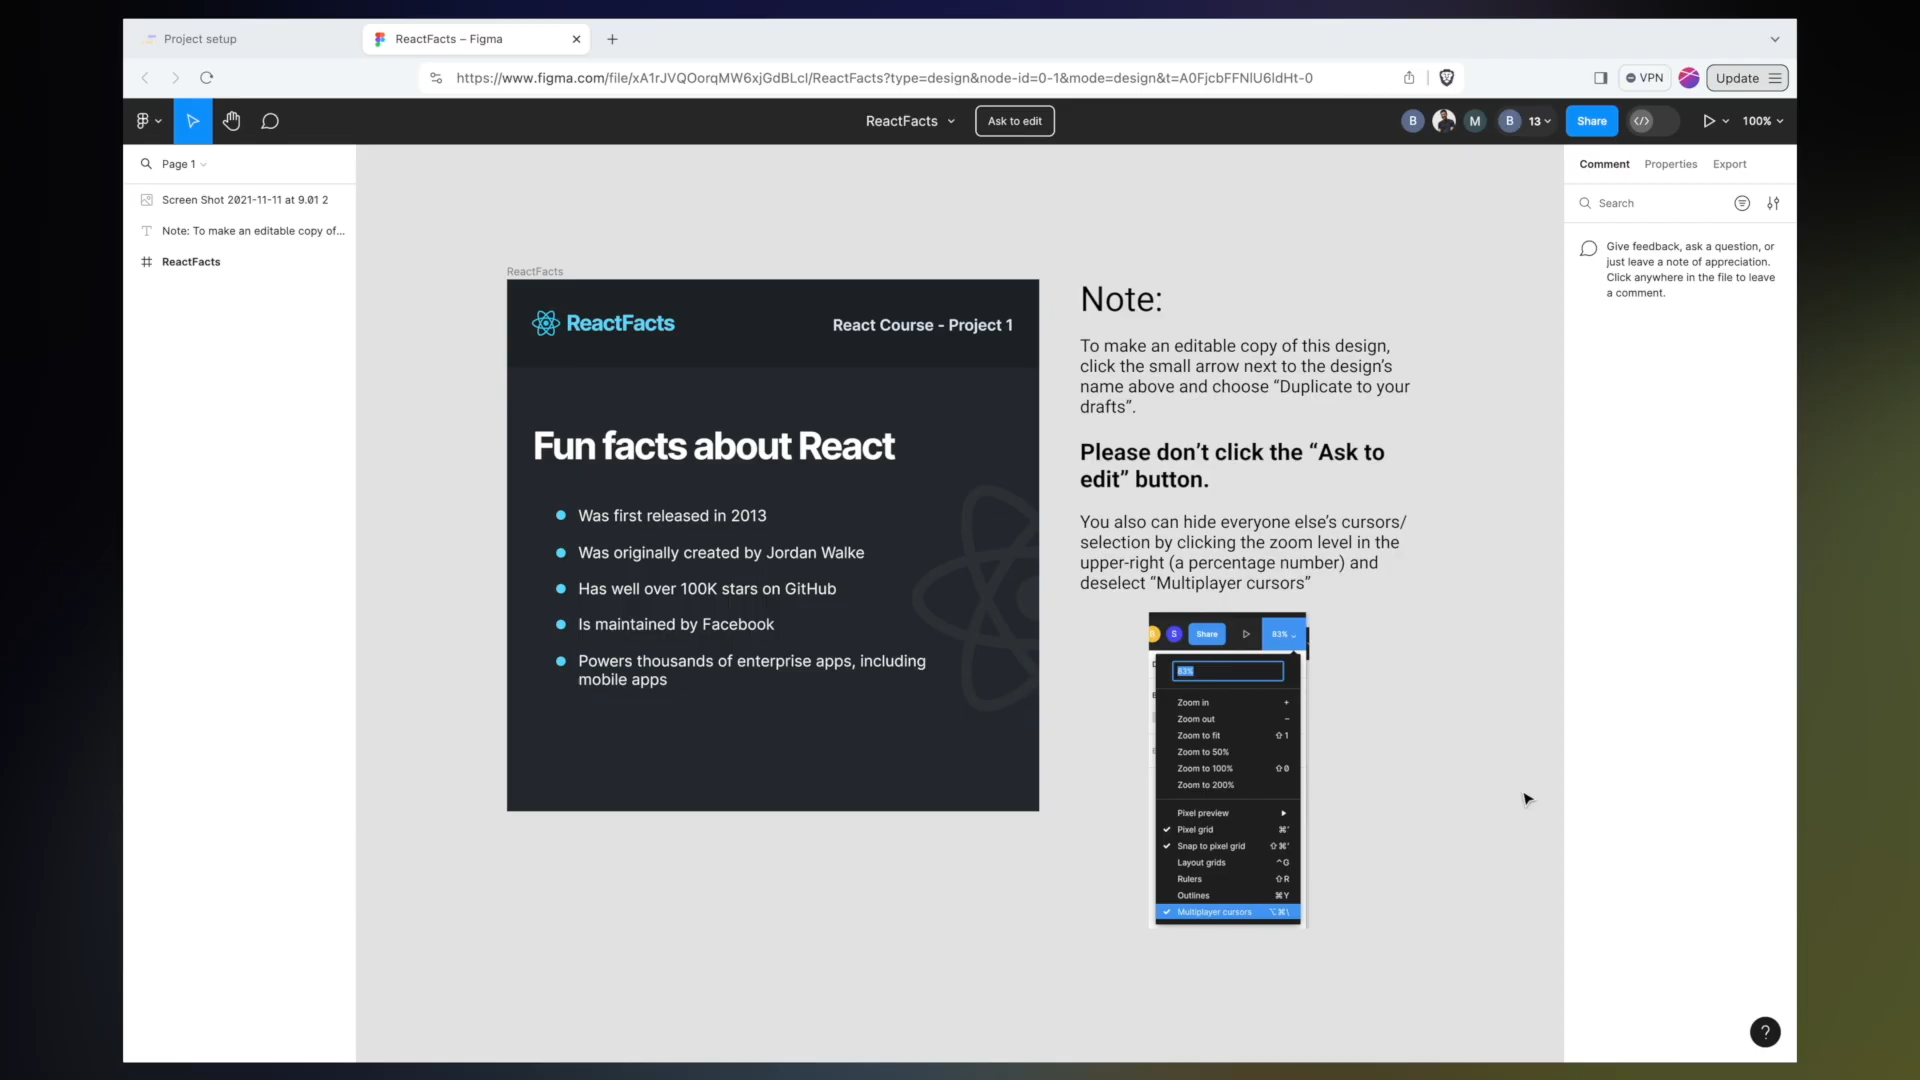 Project setup
ReactFacts – Figma
https://www.figma.com/file/xA1rJVQOorqMW6xjGdBLcl/ReactFacts?type=design&node-id=0-1&mode=design&t=A0FjcbFFNlU6ldHt-0
VPN
Update
ReactFacts
Ask to edit
B
M
B
13
Share
100%
Page 1
Screen Shot 2021-11-11 at 9.01 2
Note: To make an editable copy of...
ReactFacts
ReactFacts
ReactFacts
React Course - Project 1
Fun facts about React
Was first released in 2013
Was originally created by Jordan Walke
Has well over 100K stars on GitHub
Is maintained by Facebook
Powers thousands of enterprise apps, including
mobile apps
Note:
To make an editable copy of this design,
click the small arrow next to the design's
name above and choose “Duplicate to your
drafts”.
Please don't click the “Ask to
edit” button.
You also can hide everyone else's cursors/
selection by clicking the zoom level in the
upper-right (a percentage number) and
deselect “Multiplayer cursors”
S
Share
83%
83%
Zoom in +
Zoom out −
Zoom to fit ⇧1
Zoom to 50%
Zoom to 100% ⇧0
Zoom to 200%
Pixel preview
Pixel grid ⌘'
Snap to pixel grid ⇧⌘'
Layout grids ^G
Rulers ⇧R
Outlines ⌘Y
Multiplayer cursors ⌥⌘\
Comment
Properties
Export
Search
Give feedback, ask a question, or
just leave a note of appreciation.
Click anywhere in the file to leave
a comment.
?